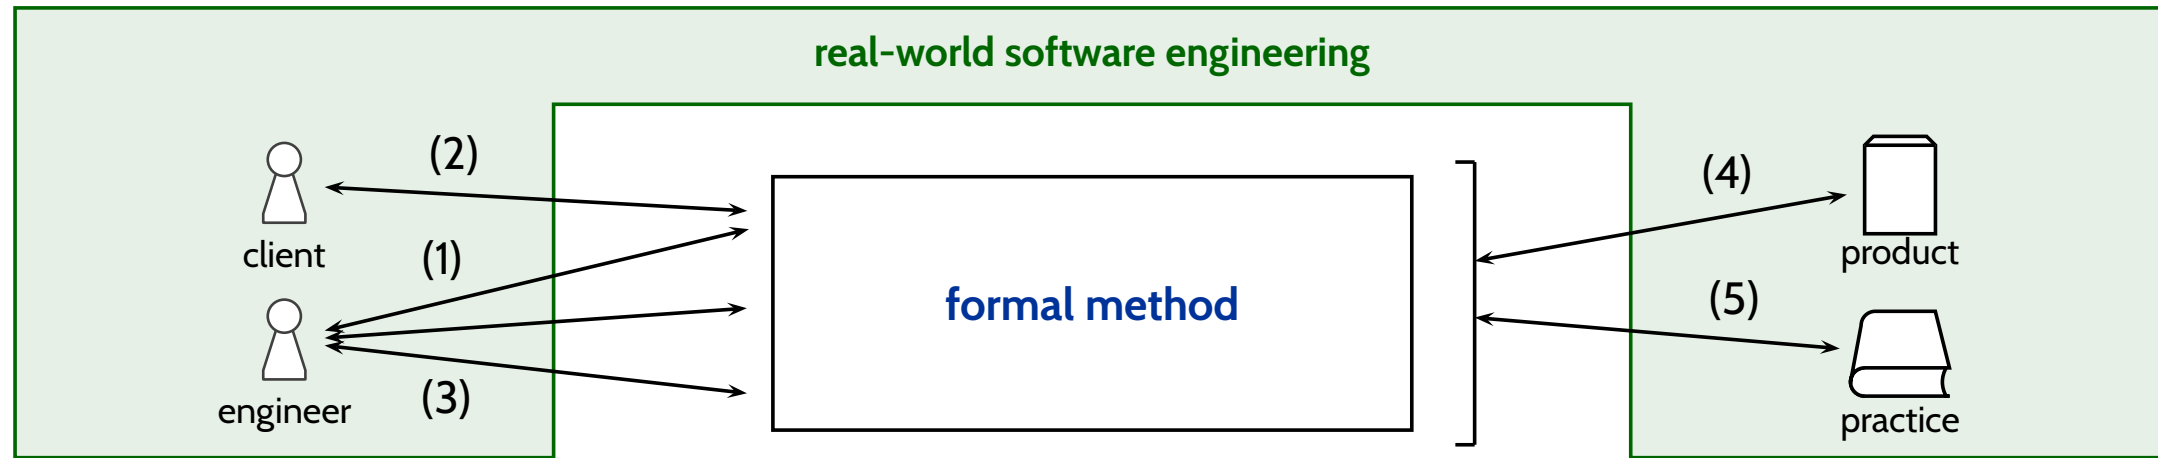 real-world software engineering
(2)
client
(1)
engineer
(3)
formal method
(4)
product
(5)
practice